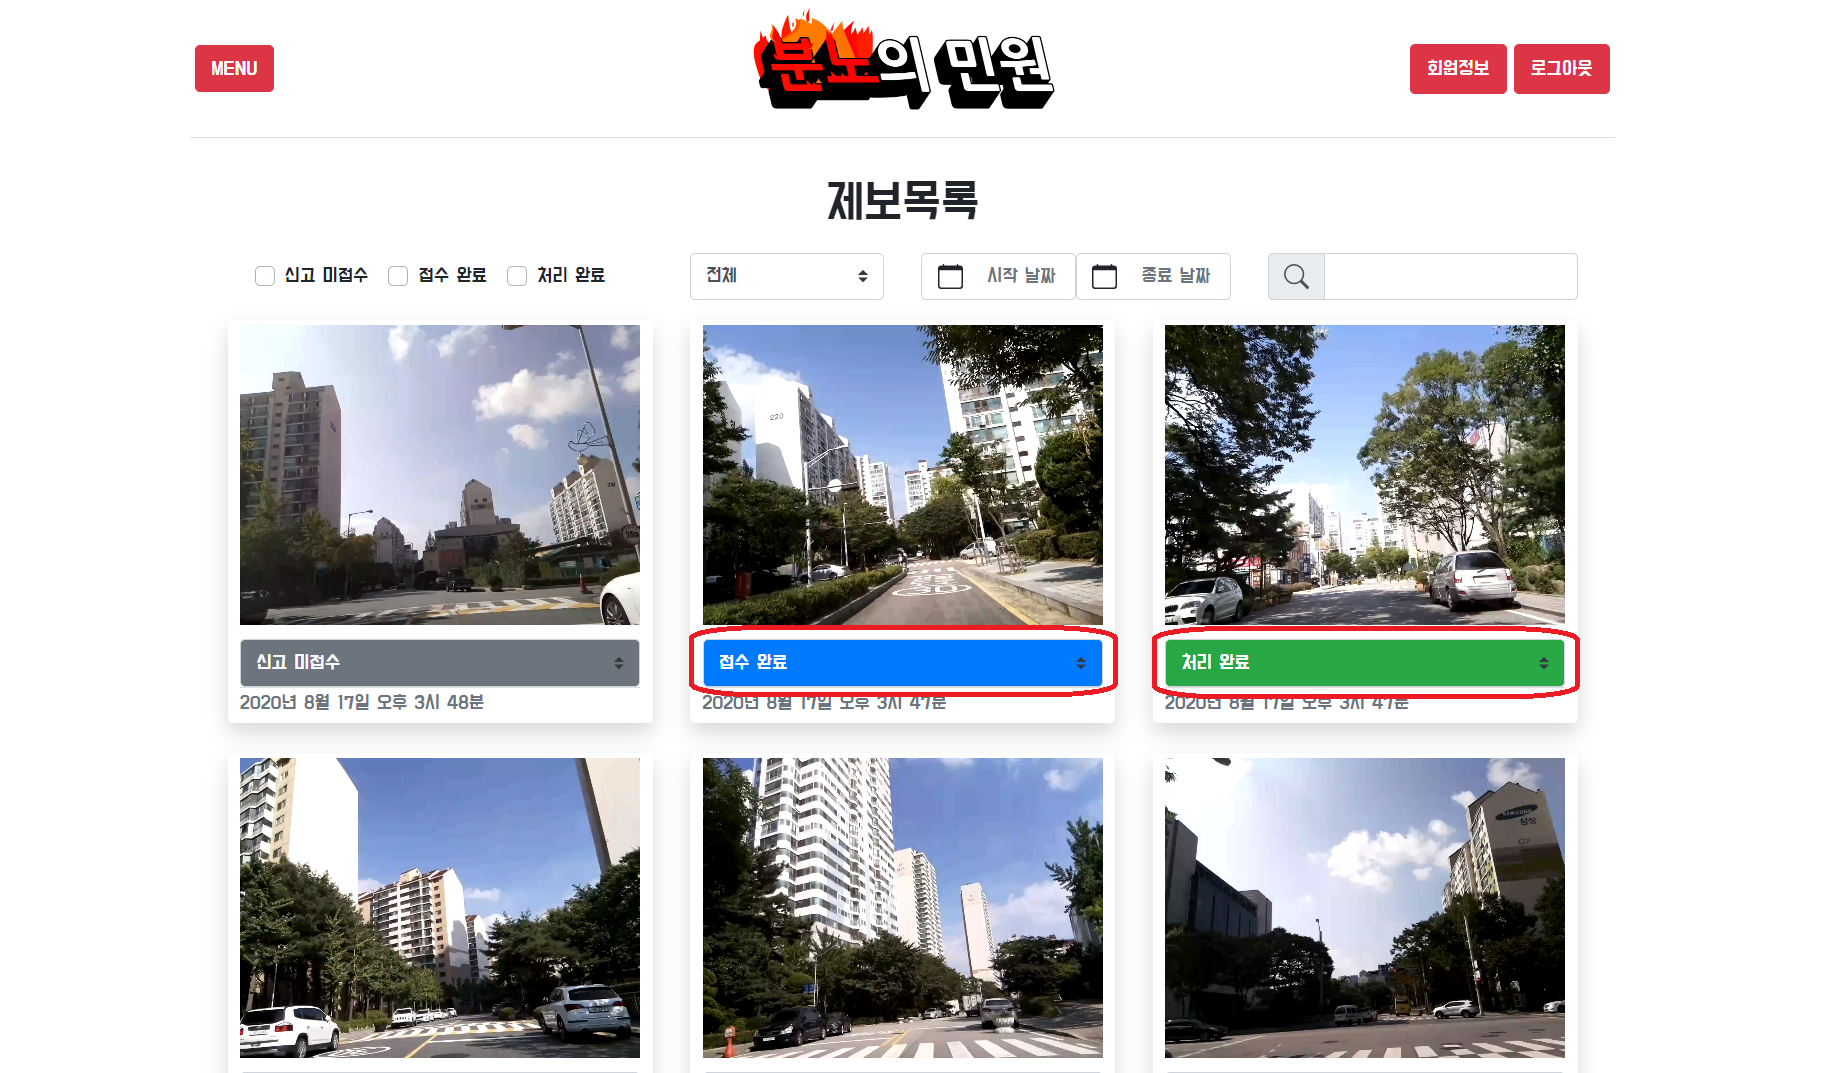 MENU
분노의 민원
회원정보
로그아웃
제보목록
신고 미접수
접수 완료
처리 완료
전체
시작 날짜
종료 날짜
220
신고 미접수
2020년 8월 17일 오후 3시 48분
접수 완료
2020년 8월 17일 오후 3시 47분
처리 완료
2020년 8월 17일 오후 3시 47분
SAMSUNG
삼성